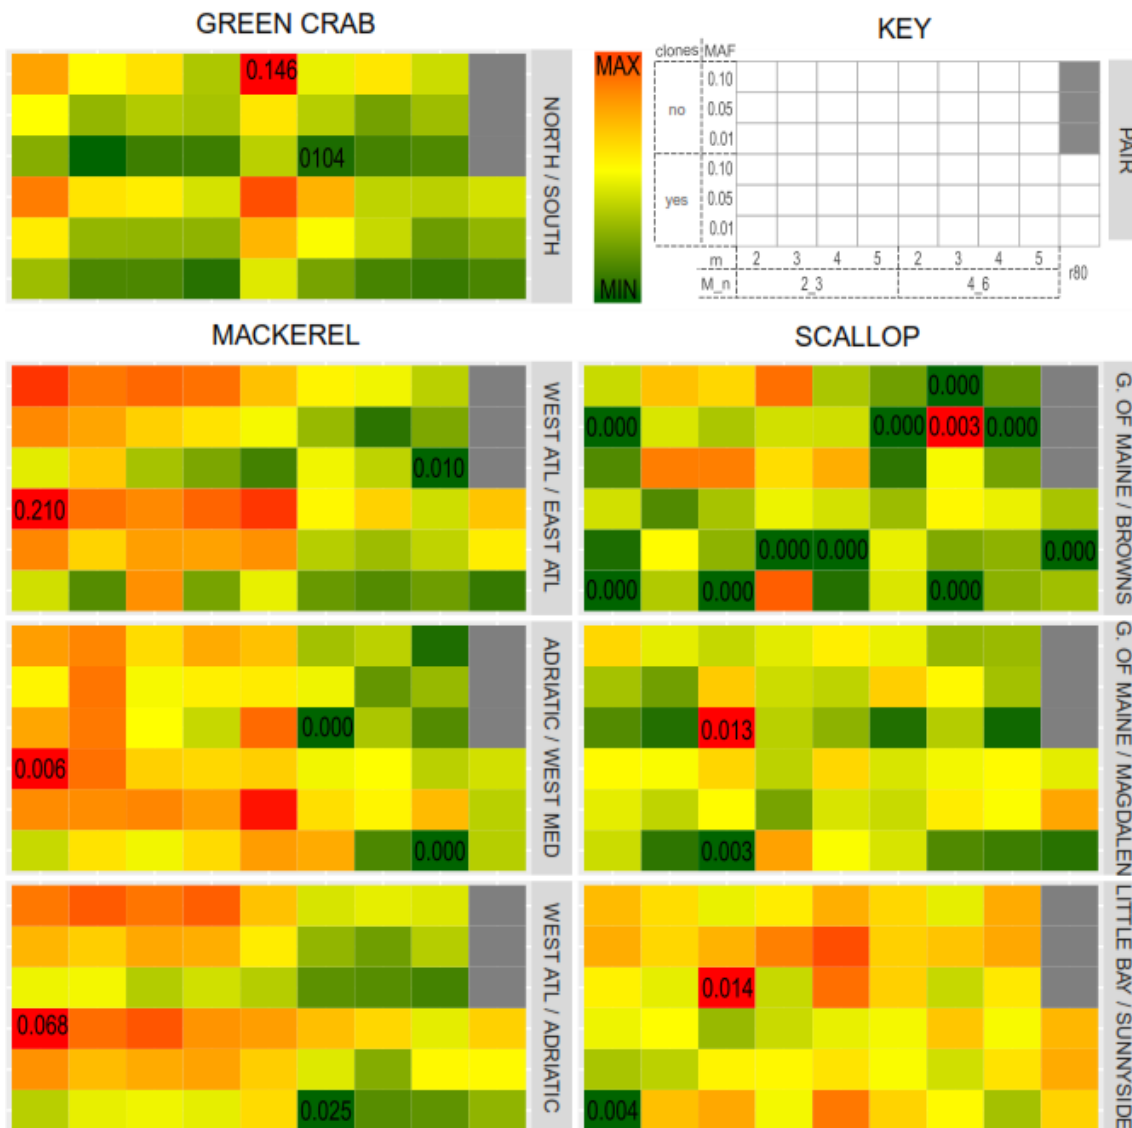 GREEN CRAB
0.146
0104
NORTH / SOUTH
MAX
MIN
KEY
clones MAF
no
0.10
0.05
0.01
yes
0.10
0.05
0.01
m 2 3 4 5 2 3 4 5
M_n 2_3 4_6 r80
PAIR
MACKEREL
0.010
0.210
WEST ATL / EAST ATL
0.000
0.006
0.000
ADRIATIC / WEST MED
0.068
0.025
WEST ATL / ADRIATIC
SCALLOP
0.000
0.000 0.000 0.003 0.000
0.000 0.000 0.000
0.000 0.000 0.000
G. OF MAINE / BROWNS
0.013
0.003
G. OF MAINE / MAGDALEN
0.014
0.004
LITTLE BAY / SUNNYSIDE